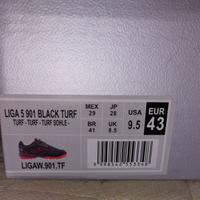 LIGA 5 901 BLACK TURF
TURF - TURF - TURF SOHLE -
MEX 29
JP 28
BR 41
UK 8.5
USA 9.5
EUR 43
LIGAW.901.TF